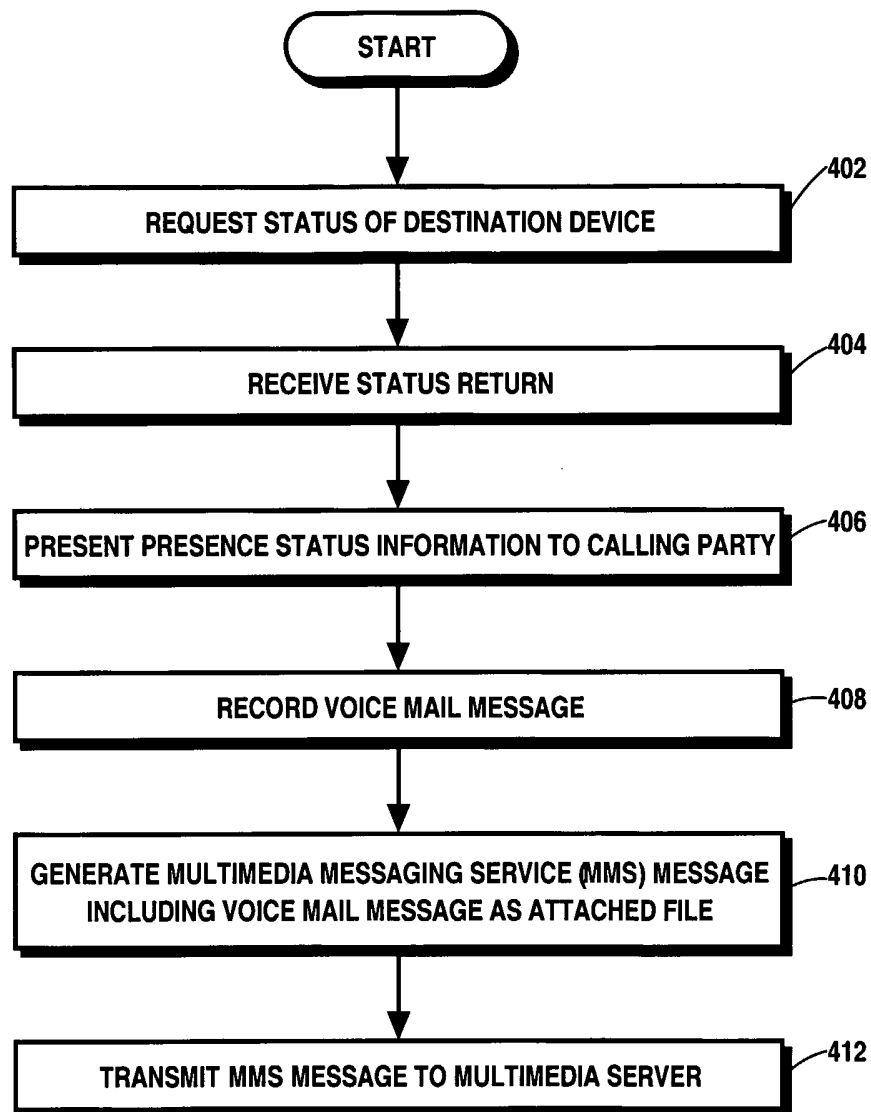 START
402
REQUEST STATUS OF DESTINATION DEVICE
404
RECEIVE STATUS RETURN
406
PRESENT PRESENCE STATUS INFORMATION TO CALLING PARTY
408
RECORD VOICE MAIL MESSAGE
410
GENERATE MULTIMEDIA MESSAGING SERVICE (MMS) MESSAGE
INCLUDING VOICE MAIL MESSAGE AS ATTACHED FILE
412
TRANSMIT MMS MESSAGE TO MULTIMEDIA SERVER